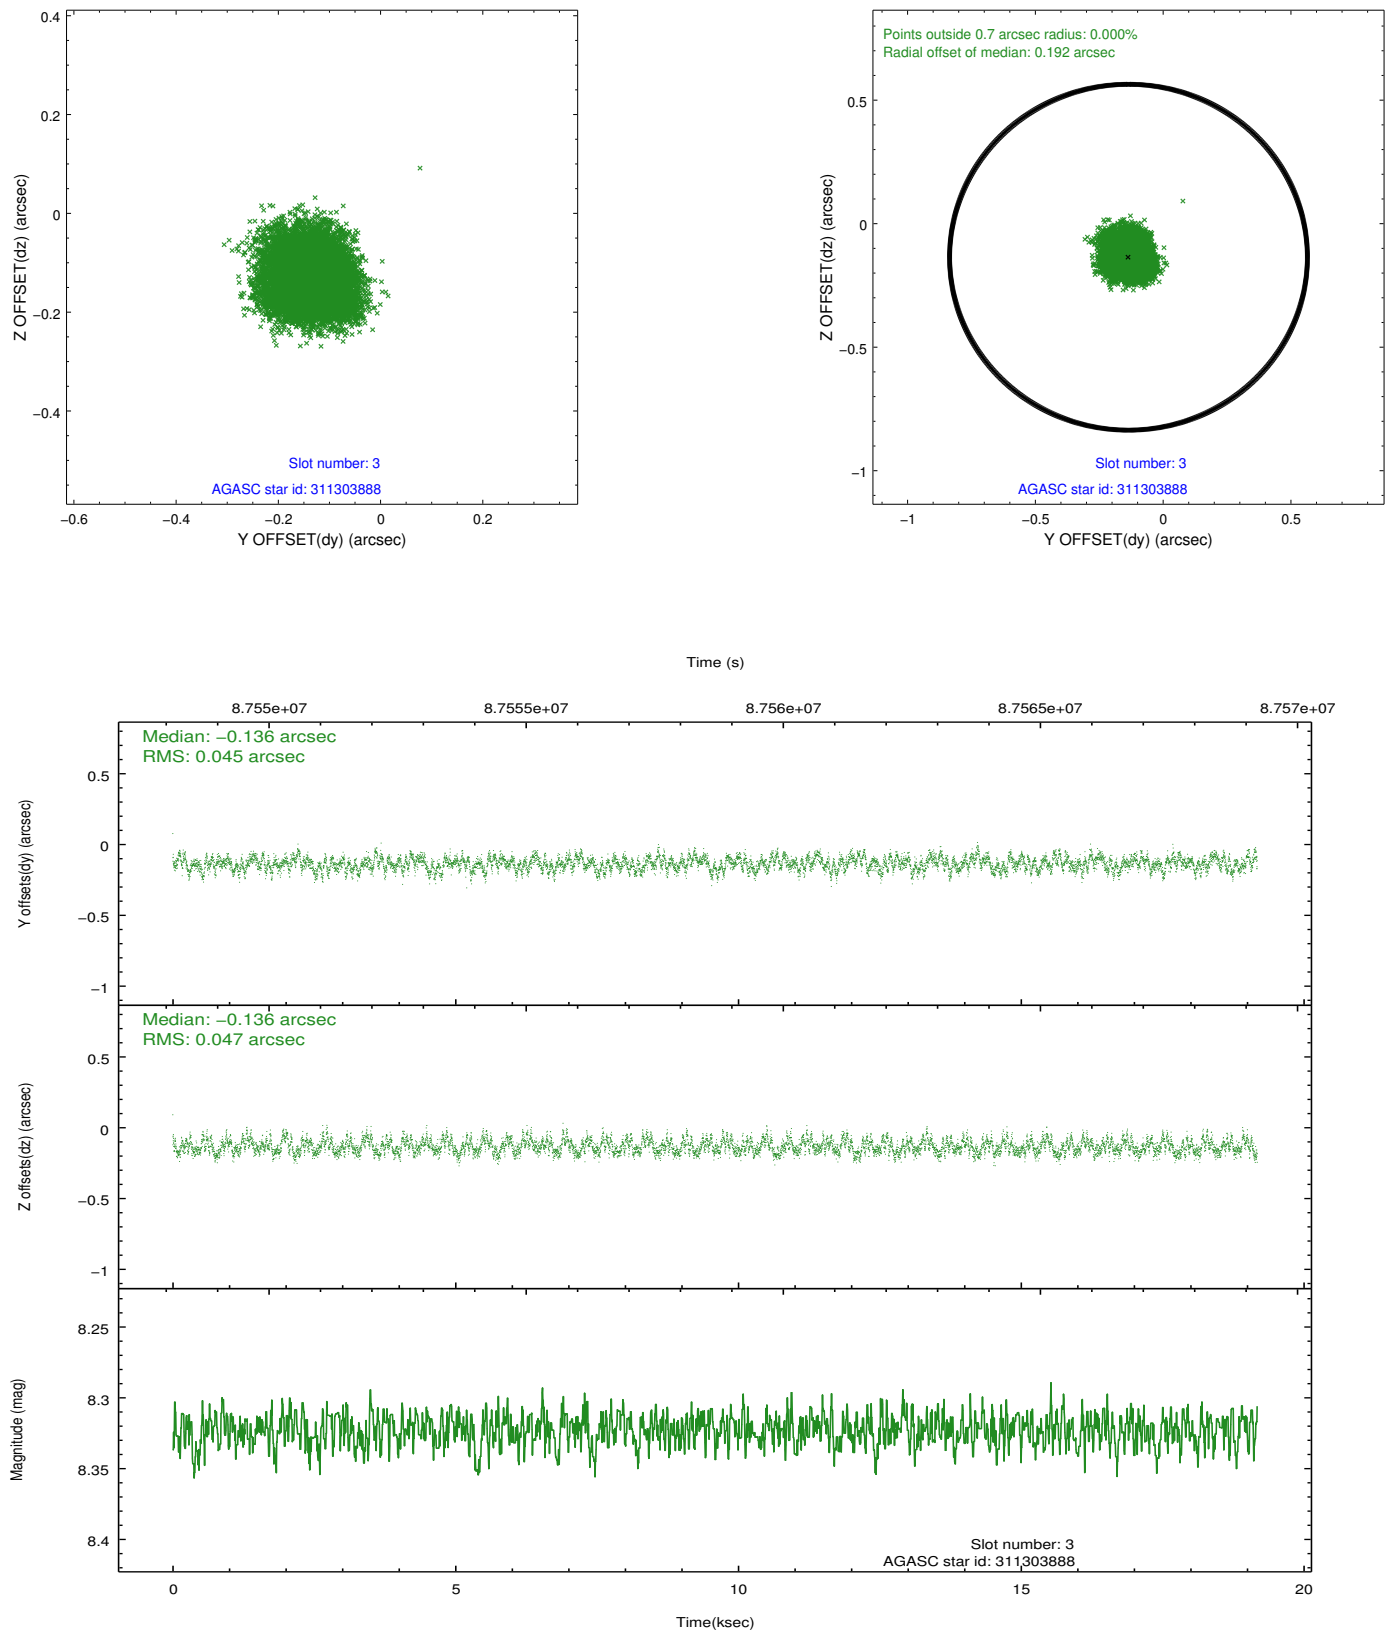 0.4
0.2
0
−0.2
−0.4
Z OFFSET(dz) (arcsec)
Slot number: 3
AGASC star id: 311303888
−0.6 −0.4 −0.2 0 0.2
Y OFFSET(dy) (arcsec)
Points outside 0.7 arcsec radius: 0.000%
Radial offset of median: 0.192 arcsec
0.5
0
−0.5
−1
Z OFFSET(dz) (arcsec)
Slot number: 3
AGASC star id: 311303888
−1 −0.5 0 0.5
Y OFFSET(dy) (arcsec)
Time (s)
8.755e+07 8.7555e+07 8.756e+07 8.7565e+07 8.757e+07
Median: −0.136 arcsec
RMS: 0.045 arcsec
0.5
0
−0.5
−1
Y offsets(dy) (arcsec)
Median: −0.136 arcsec
RMS: 0.047 arcsec
0.5
0
−0.5
−1
Z offsets(dz) (arcsec)
8.25
8.3
8.35
8.4
Magnitude (mag)
Slot number: 3
AGASC star id: 311303888
0 5 10 15 20
Time(ksec)